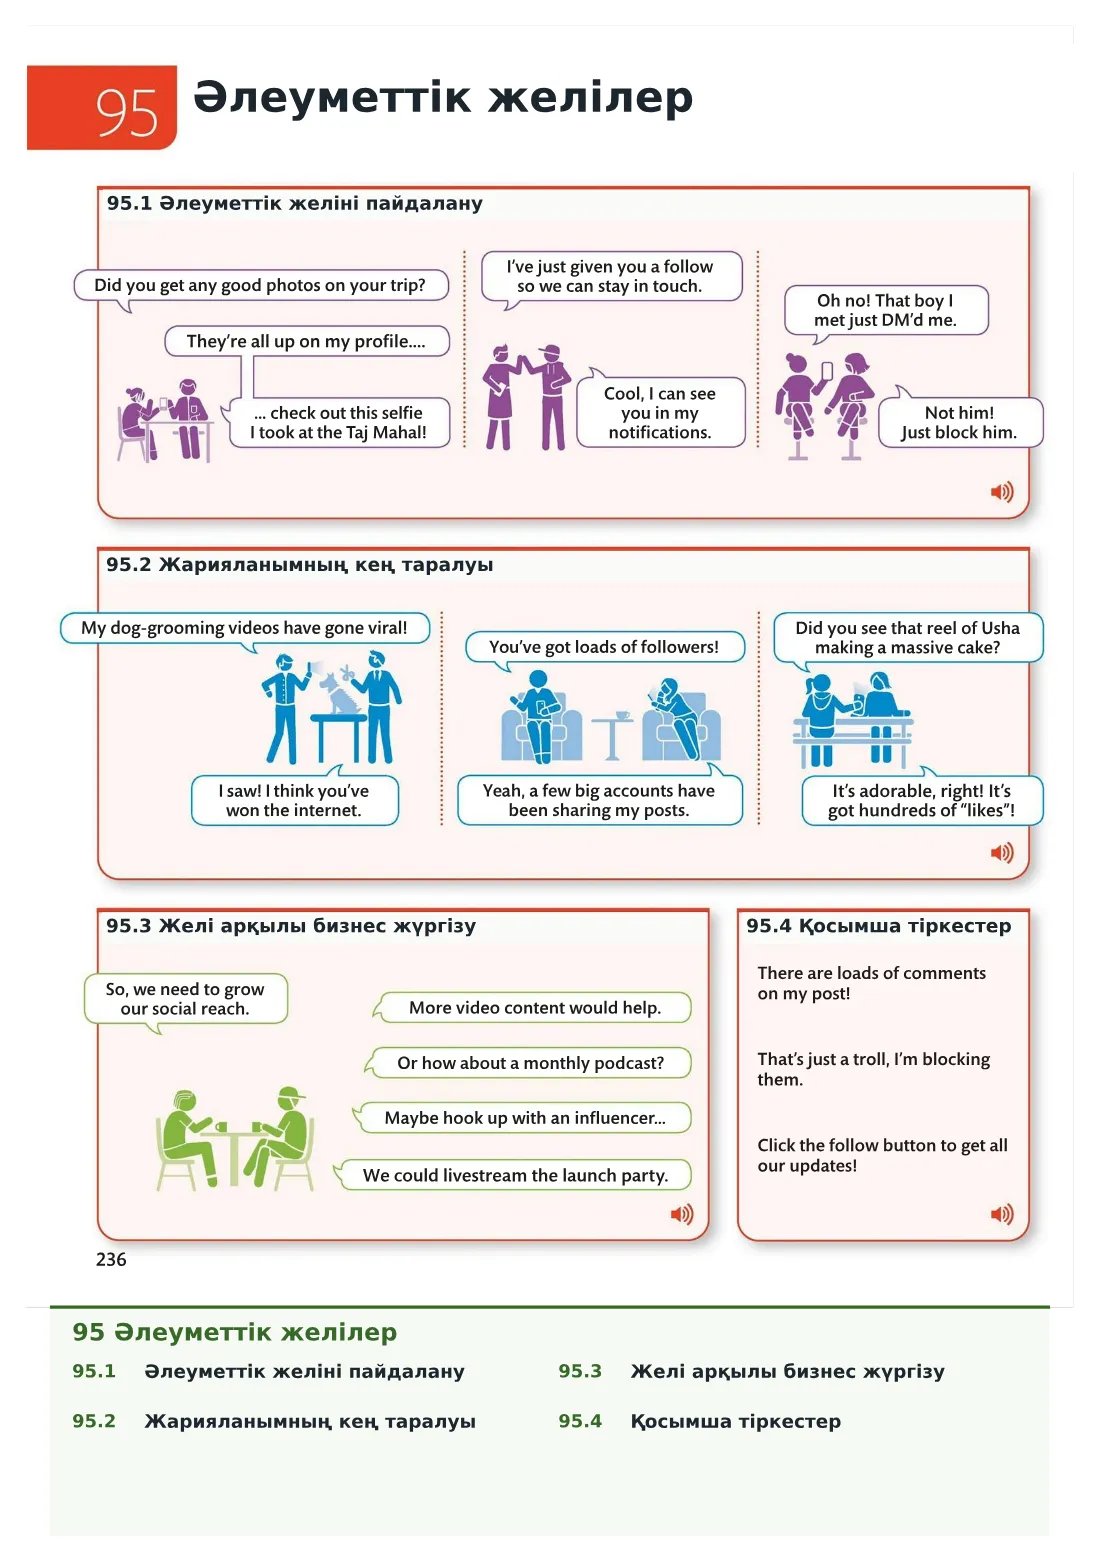 95
Әлеуметтік желілер
95.1 Әлеуметтік желіні пайдалану
Did you get any good photos on your trip?
They're all up on my profile....
... check out this selfie
I took at the Taj Mahal!
I've just given you a follow
so we can stay in touch.
Cool, I can see
you in my
notifications.
Oh no! That boy I
met just DM'd me.
Not him!
Just block him.
95.2 Жарияланымның кең таралуы
My dog-grooming videos have gone viral!
I saw! I think you've
won the internet.
You've got loads of followers!
Yeah, a few big accounts have
been sharing my posts.
Did you see that reel of Usha
making a massive cake?
It's adorable, right! It's
got hundreds of “likes”!
95.3 Желі арқылы бизнес жүргізу
So, we need to grow
our social reach.
More video content would help.
Or how about a monthly podcast?
Maybe hook up with an influencer...
We could livestream the launch party.
95.4 Қосымша тіркестер
There are loads of comments
on my post!
That's just a troll, I'm blocking
them.
Click the follow button to get all
our updates!
236
95 Әлеуметтік желілер
95.1 Әлеуметтік желіні пайдалану
95.2 Жарияланымның кең таралуы
95.3 Желі арқылы бизнес жүргізу
95.4 Қосымша тіркестер